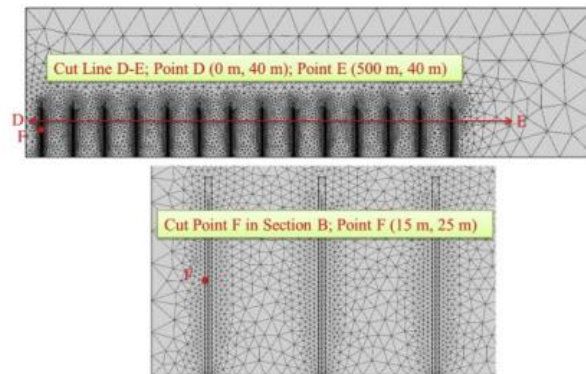 Cut Line D-E; Point D (0 m, 40 m); Point E (500 m, 40 m)
D
E
F
Cut Point F in Section B; Point F (15 m, 25 m)
F